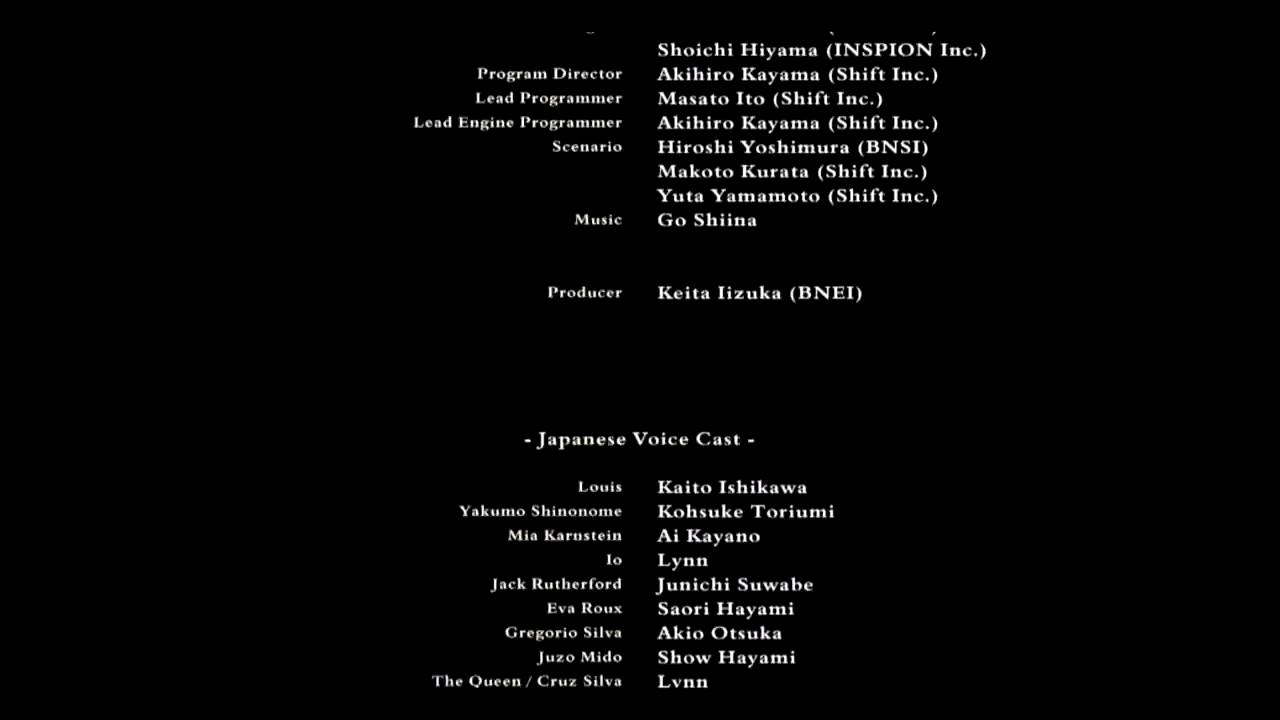 Shoichi Hiyama (INSPION Inc.)
Program Director Akihiro Kayama (Shift Inc.)
Lead Programmer Masato Ito (Shift Inc.)
Lead Engine Programmer Akihiro Kayama (Shift Inc.)
Scenario Hiroshi Yoshimura (BNSI)
Makoto Kurata (Shift Inc.)
Yuta Yamamoto (Shift Inc.)
Music Go Shiina
Producer Keita Iizuka (BNEI)
- Japanese Voice Cast -
Louis Kaito Ishikawa
Yakumo Shinonome Kohsuke Toriumi
Mia Karnstein Ai Kayano
Io Lynn
Jack Rutherford Junichi Suwabe
Eva Roux Saori Hayami
Gregorio Silva Akio Otsuka
Juzo Mido Show Hayami
The Queen / Cruz Silva Lynn